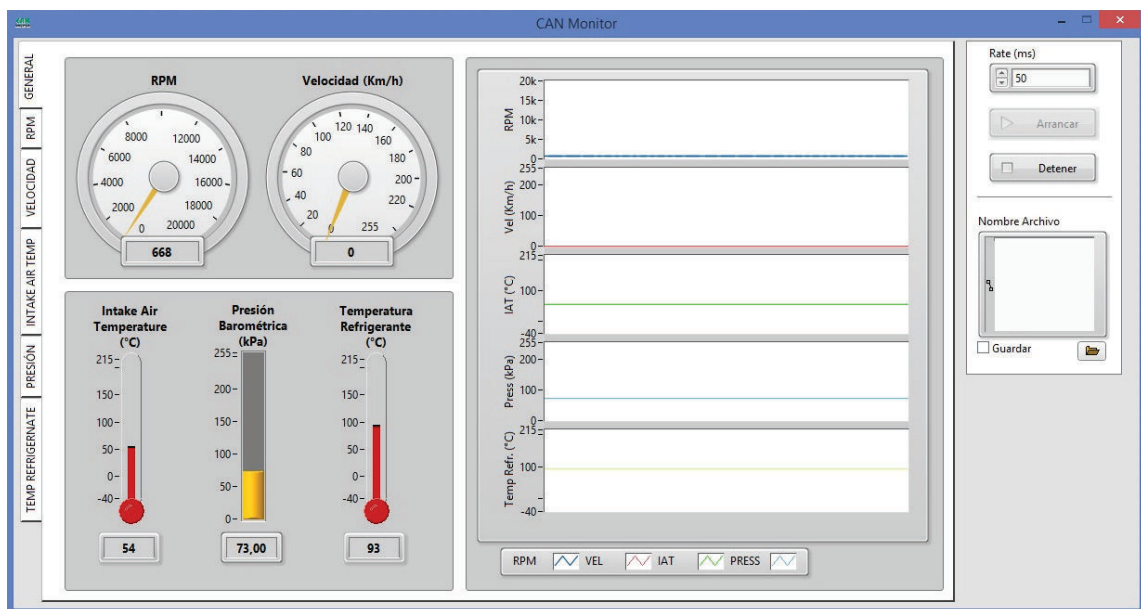 CAN Monitor
GENERAL
RPM
VELOCIDAD
INTAKE AIR TEMP
PRESIÓN
TEMP REFRIGERNATE
RPM
0
2000
4000
6000
8000
12000
14000
16000
18000
20000
668
Velocidad (Km/h)
0
20
40
60
80
100
120
140
160
180
200
220
255
0
Intake Air
Temperature
(°C)
215
150
100
50
0
-40
54
Presión
Barométrica
(kPa)
255
200
150
100
50
0
73,00
Temperatura
Refrigerante
(°C)
215
150
100
50
0
-40
93
RPM
20k
15k
10k
5k
0
Vel (Km/h)
255
200
100
0
IAT (°C)
215
100
-40
Press (kPa)
255
200
100
0
Temp Refr. (°C)
215
100
-40
RPM VEL IAT PRESS
Rate (ms)
50
Arrancar
Detener
Nombre Archivo
Guardar